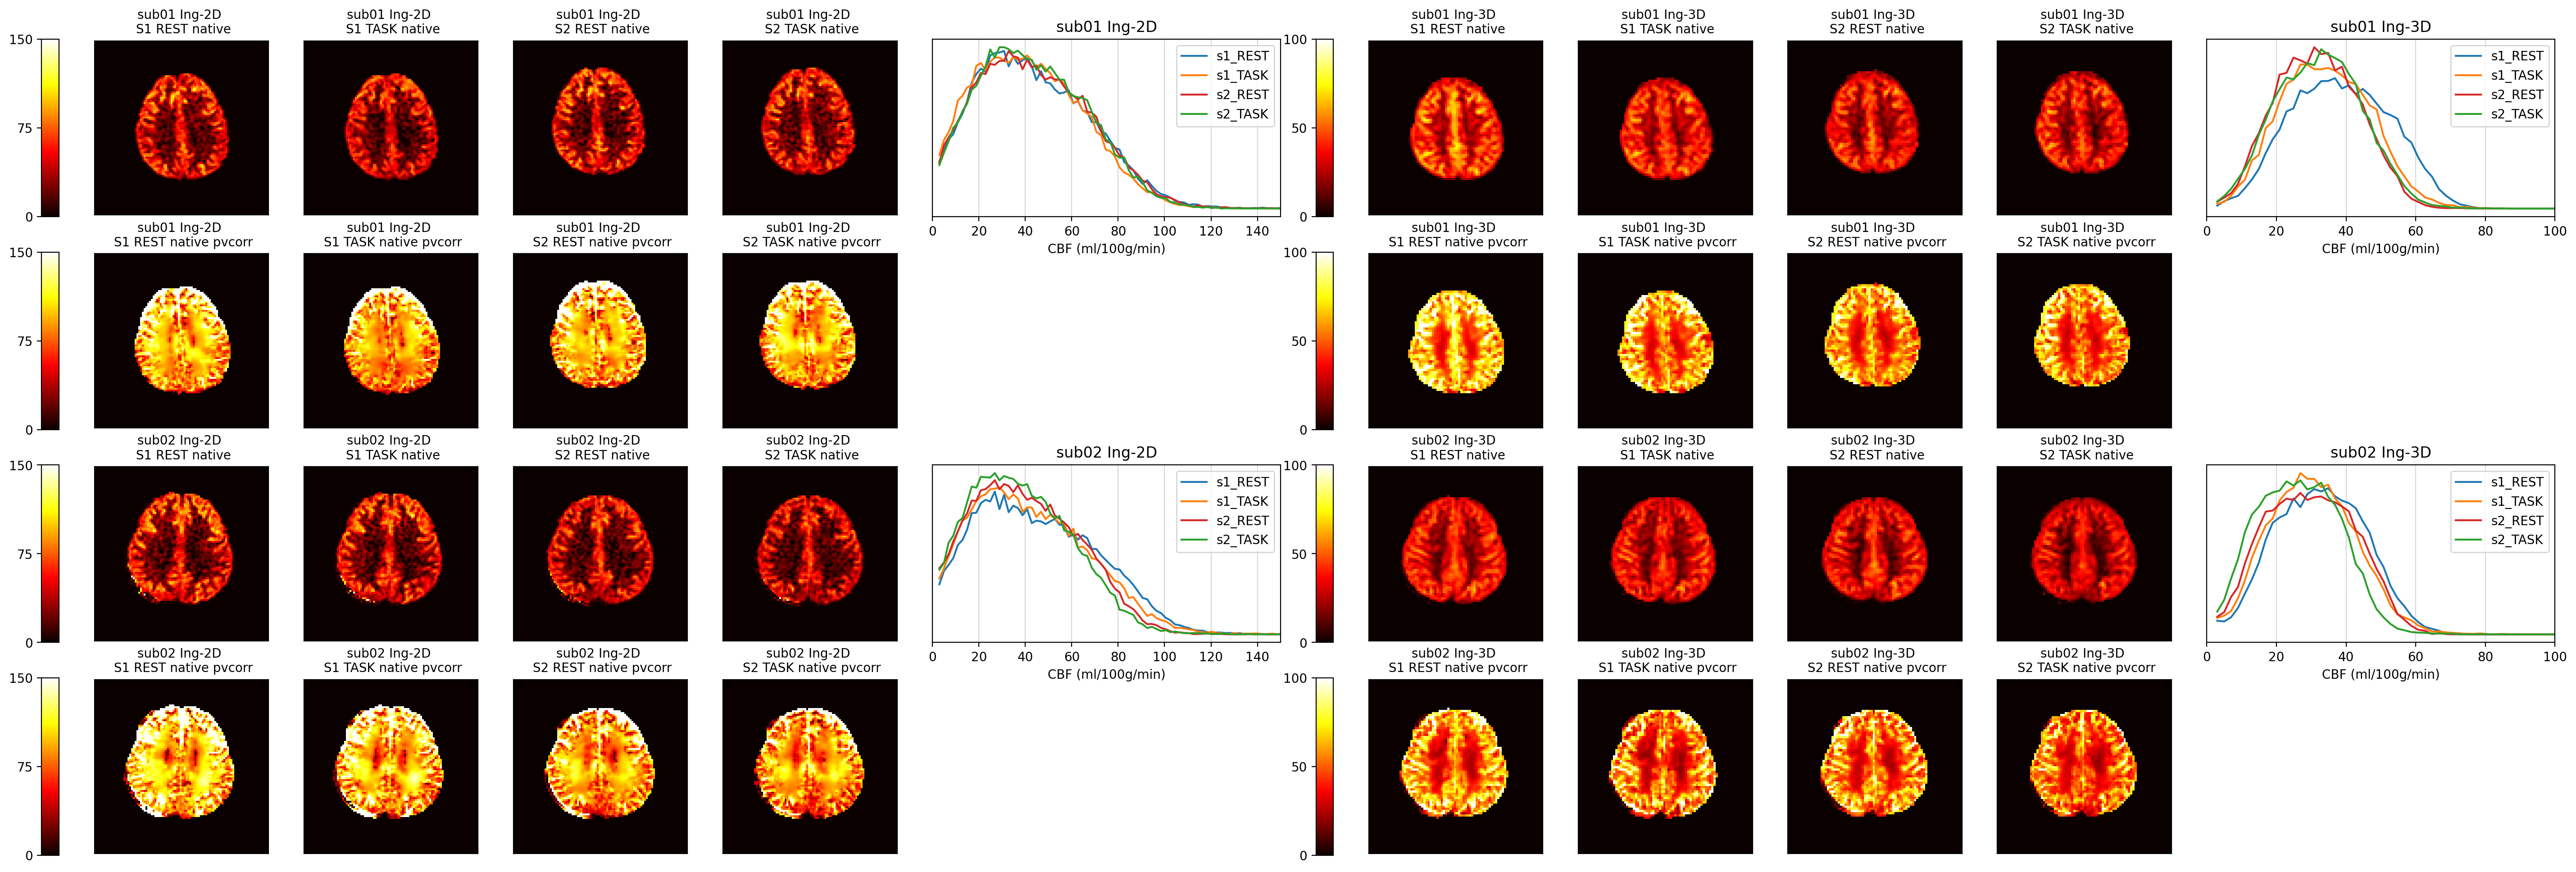 sub01 Ing-2D
S1 REST native
sub01 Ing-2D
S1 TASK native
sub01 Ing-2D
S2 REST native
sub01 Ing-2D
S2 TASK native
sub01 Ing-2D
sub01 Ing-3D
S1 REST native
sub01 Ing-3D
S1 TASK native
sub01 Ing-3D
S2 REST native
sub01 Ing-3D
S2 TASK native
sub01 Ing-3D
150
75
0
s1_REST
s1_TASK
s2_REST
s2_TASK
0 20 40 60 80 100 120 140
CBF (ml/100g/min)
100
50
0
s1_REST
s1_TASK
s2_REST
s2_TASK
0 20 40 60 80 100
CBF (ml/100g/min)
sub01 Ing-2D
S1 REST native pvcorr
sub01 Ing-2D
S1 TASK native pvcorr
sub01 Ing-2D
S2 REST native pvcorr
sub01 Ing-2D
S2 TASK native pvcorr
sub01 Ing-3D
S1 REST native pvcorr
sub01 Ing-3D
S1 TASK native pvcorr
sub01 Ing-3D
S2 REST native pvcorr
sub01 Ing-3D
S2 TASK native pvcorr
150
75
0
100
50
0
sub02 Ing-2D
S1 REST native
sub02 Ing-2D
S1 TASK native
sub02 Ing-2D
S2 REST native
sub02 Ing-2D
S2 TASK native
sub02 Ing-2D
sub02 Ing-3D
S1 REST native
sub02 Ing-3D
S1 TASK native
sub02 Ing-3D
S2 REST native
sub02 Ing-3D
S2 TASK native
sub02 Ing-3D
150
75
0
s1_REST
s1_TASK
s2_REST
s2_TASK
0 20 40 60 80 100 120 140
CBF (ml/100g/min)
100
50
0
s1_REST
s1_TASK
s2_REST
s2_TASK
0 20 40 60 80 100
CBF (ml/100g/min)
sub02 Ing-2D
S1 REST native pvcorr
sub02 Ing-2D
S1 TASK native pvcorr
sub02 Ing-2D
S2 REST native pvcorr
sub02 Ing-2D
S2 TASK native pvcorr
sub02 Ing-3D
S1 REST native pvcorr
sub02 Ing-3D
S1 TASK native pvcorr
sub02 Ing-3D
S2 REST native pvcorr
sub02 Ing-3D
S2 TASK native pvcorr
150
75
0
100
50
0